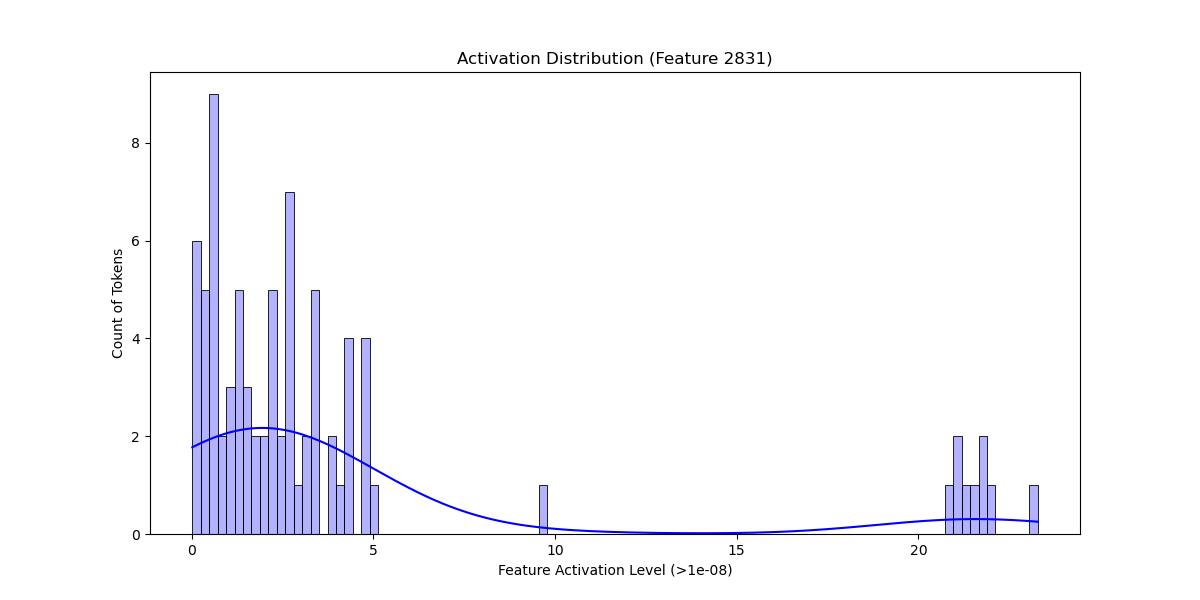 Activation Distribution (Feature 2831)
Count of Tokens
8
6
4
2
0
0 5 10 15 20
Feature Activation Level (>1e-08)